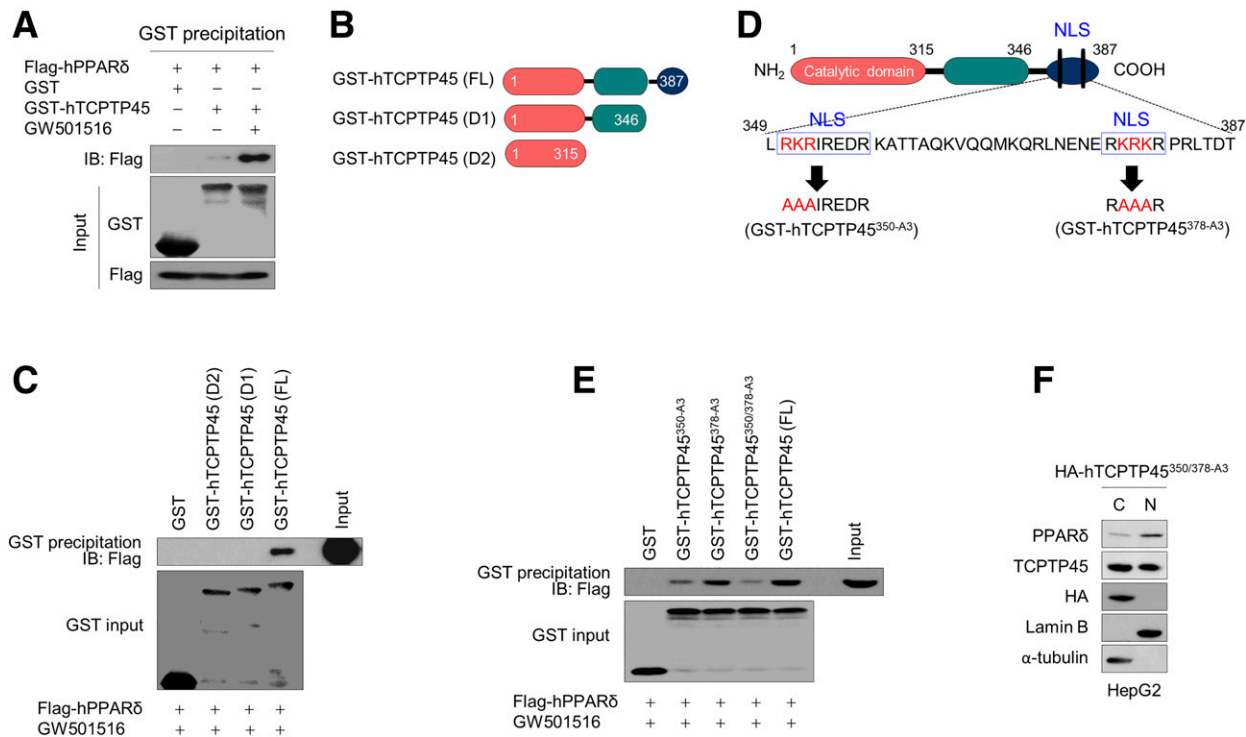 A
GST precipitation
Flag-hPPARδ + + +
GST + – –
GST-hTCPTP45 – + +
GW501516 – – +
IB: Flag
Input
GST
Flag
B
GST-hTCPTP45 (FL) 1 387
GST-hTCPTP45 (D1) 1 346
GST-hTCPTP45 (D2) 1 315
D
NLS
1 315 346 387
NH2 Catalytic domain COOH
349 NLS NLS 387
L RKRIREDR KATTAQKVQQMKQRLNENE RKRKR PRLTDT
AAAIREDR RAAAR
(GST-hTCPTP45350-A3) (GST-hTCPTP45378-A3)
C
GST
GST-hTCPTP45 (D2)
GST-hTCPTP45 (D1)
GST-hTCPTP45 (FL)
Input
GST precipitation
IB: Flag
GST input
Flag-hPPARδ + + + +
GW501516 + + + +
E
GST
GST-hTCPTP45350-A3
GST-hTCPTP45378-A3
GST-hTCPTP45350/378-A3
GST-hTCPTP45 (FL)
Input
GST precipitation
IB: Flag
GST input
Flag-hPPARδ + + + + +
GW501516 + + + + +
F
HA-hTCPTP45350/378-A3
C N
PPARδ
TCPTP45
HA
Lamin B
α-tubulin
HepG2